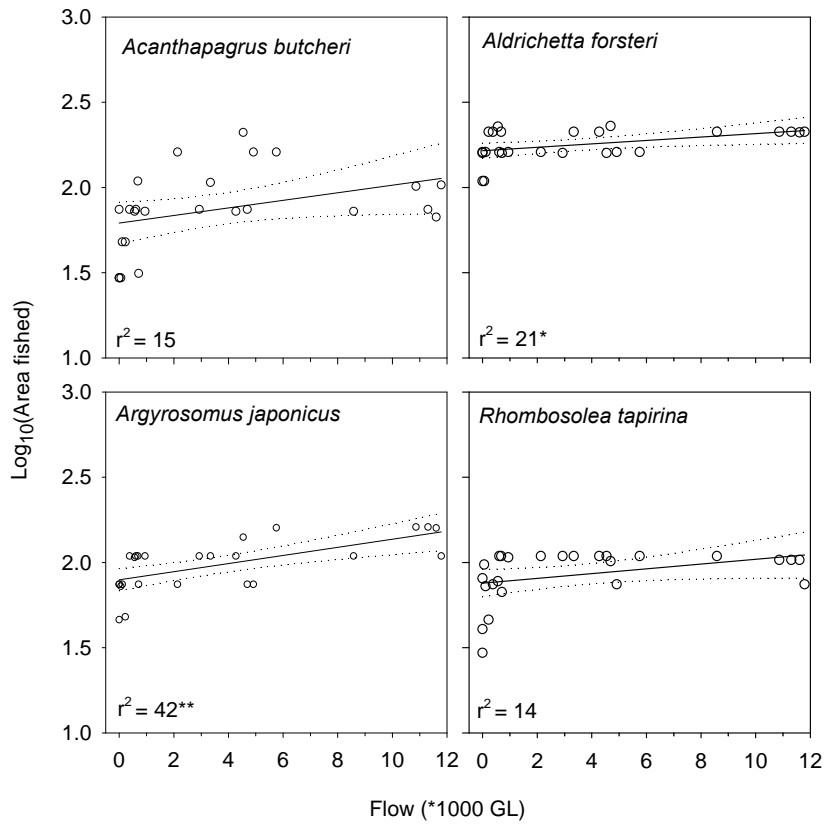 3.0
Acanthapagrus butcheri
Aldrichetta forsteri
2.5
2.0
1.5
r² = 15
r² = 21*
1.0
Log₁₀(Area fished)
3.0
Argyrosomus japonicus
Rhombosolea tapirina
2.5
2.0
1.5
r² = 42**
r² = 14
1.0
0 2 4 6 8 10 12 0 2 4 6 8 10 12
Flow (*1000 GL)